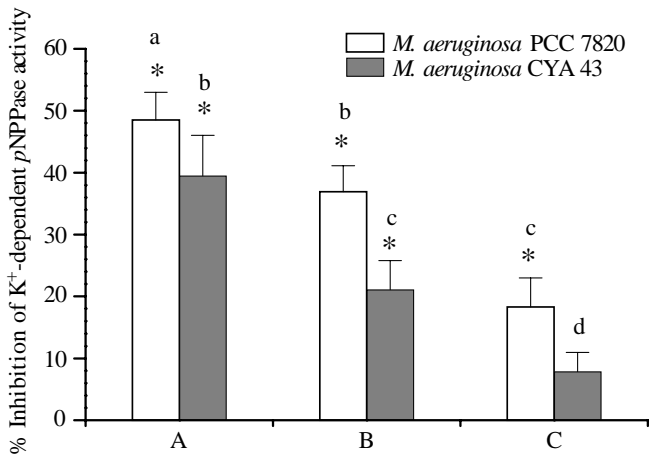 % Inhibition of K+-dependent pNPPase activity
60
50
40
30
20
10
0
M. aeruginosa PCC 7820
M. aeruginosa CYA 43
a
*
b
*
b
*
c
*
c
*
d
A
B
C